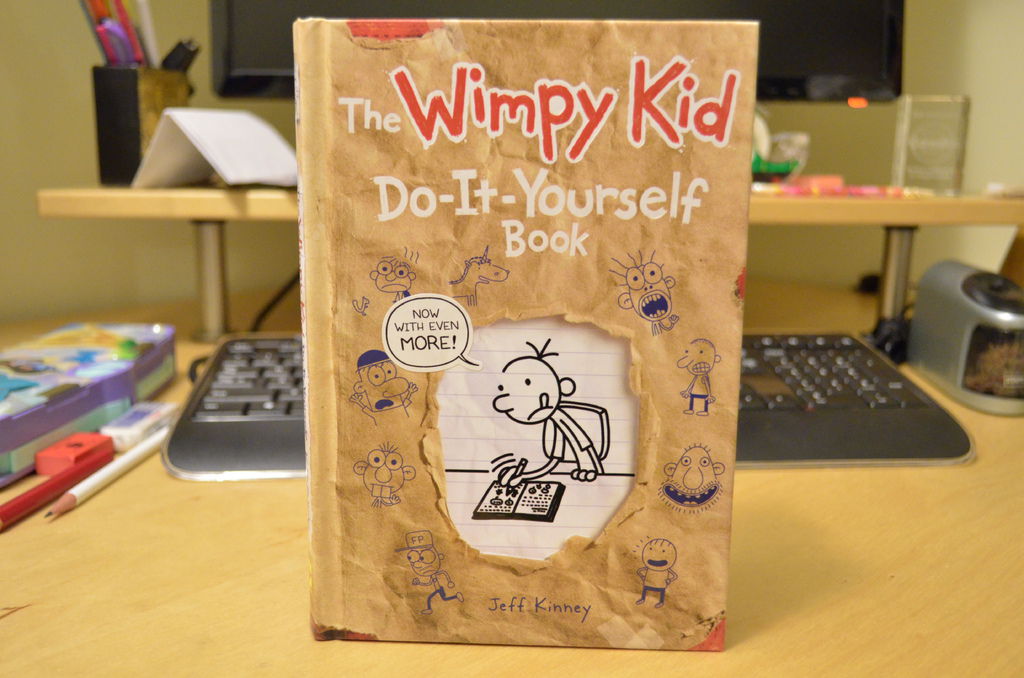 The Wimpy Kid
Do-It-Yourself
Book
NOW
WITH EVEN
MORE!
FP
Jeff Kinney